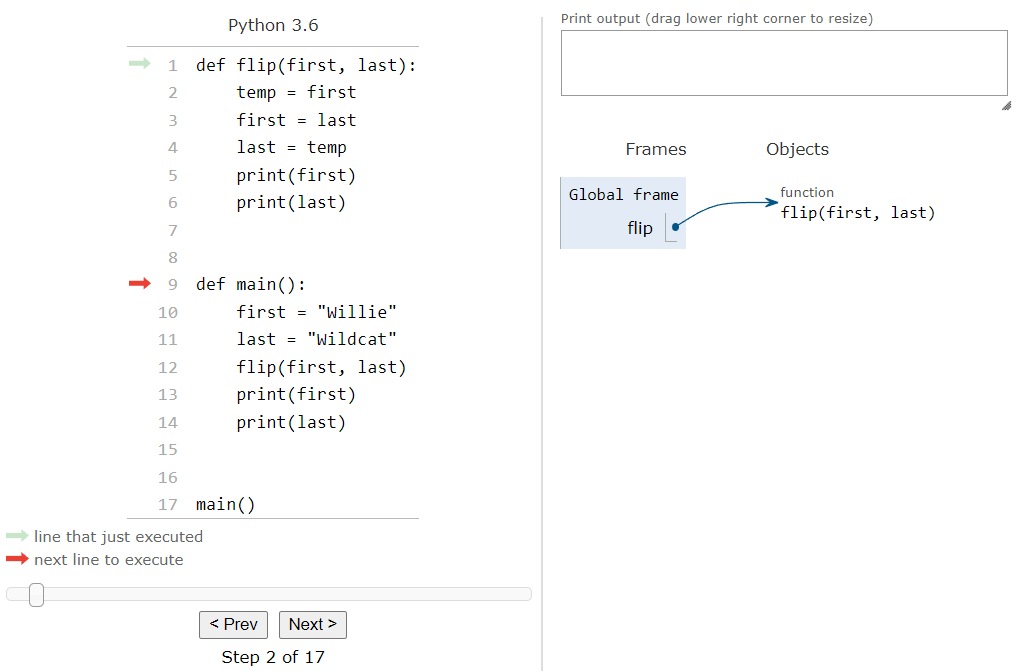 Python 3.6
1 def flip(first, last):
2     temp = first
3     first = last
4     last = temp
5     print(first)
6     print(last)
7
8
9 def main():
10     first = "Willie"
11     last = "Wildcat"
12     flip(first, last)
13     print(first)
14     print(last)
15
16
17 main()
line that just executed
next line to execute
< Prev  Next >
Step 2 of 17
Print output (drag lower right corner to resize)
Frames  Objects
Global frame
flip
function
flip(first, last)